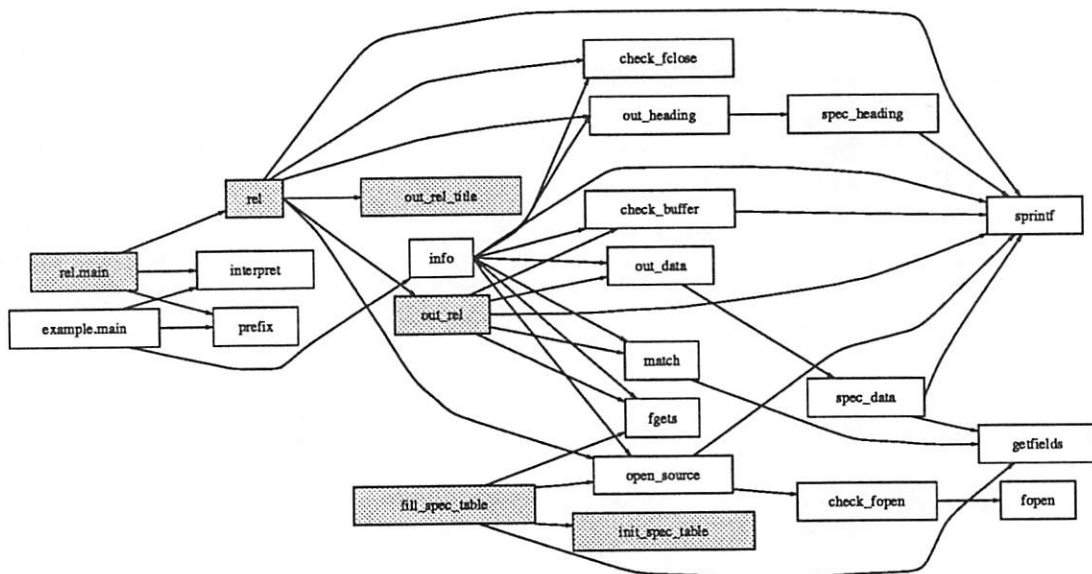 check_fclose
out_heading
spec_heading
rel
out_rel_title
check_buffer
sprintf
info
rel.main
interpret
out_data
out_rel
example.main
prefix
match
spec_data
fgets
getfields
open_source
fill_spec_table
check_fopen
fopen
init_spec_table